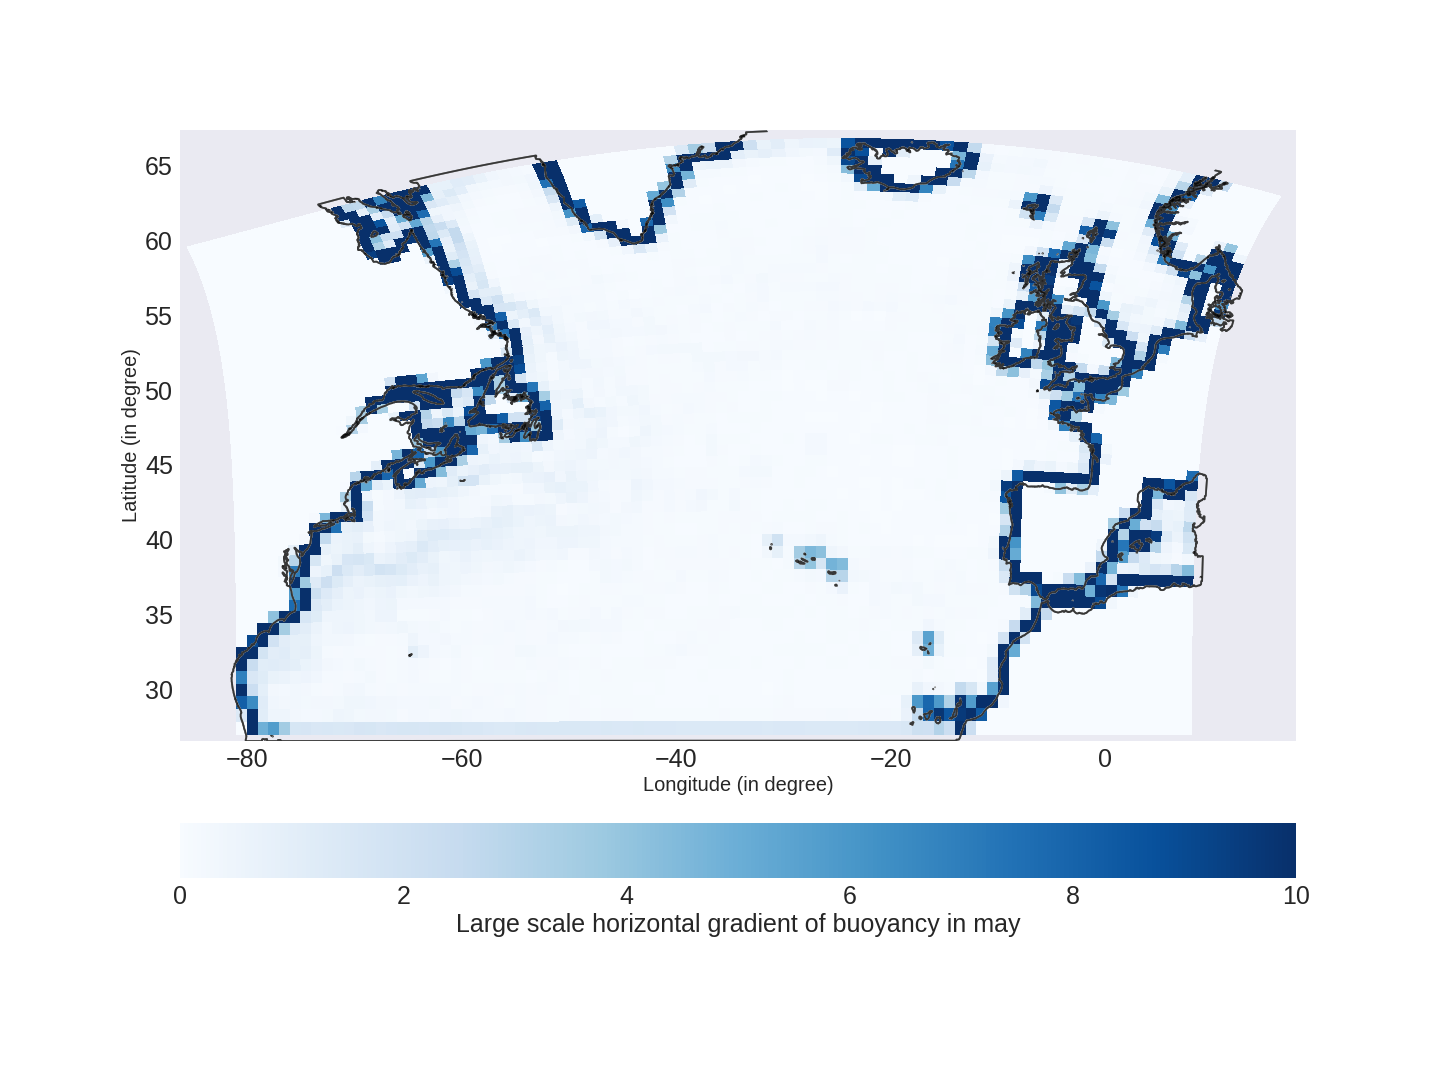 65
60
55
50
45
40
35
30
Latitude (in degree)
−80 −60 −40 −20 0
Longitude (in degree)
0 2 4 6 8 10
Large scale horizontal gradient of buoyancy in may